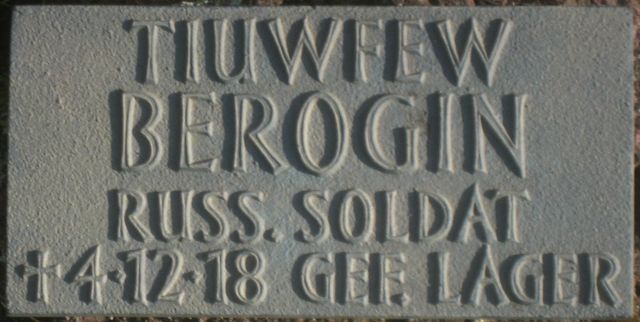 TIUWFEW
BEROGIN
RUSS. SOLDAT
+4.12.18 GEF. LAGER